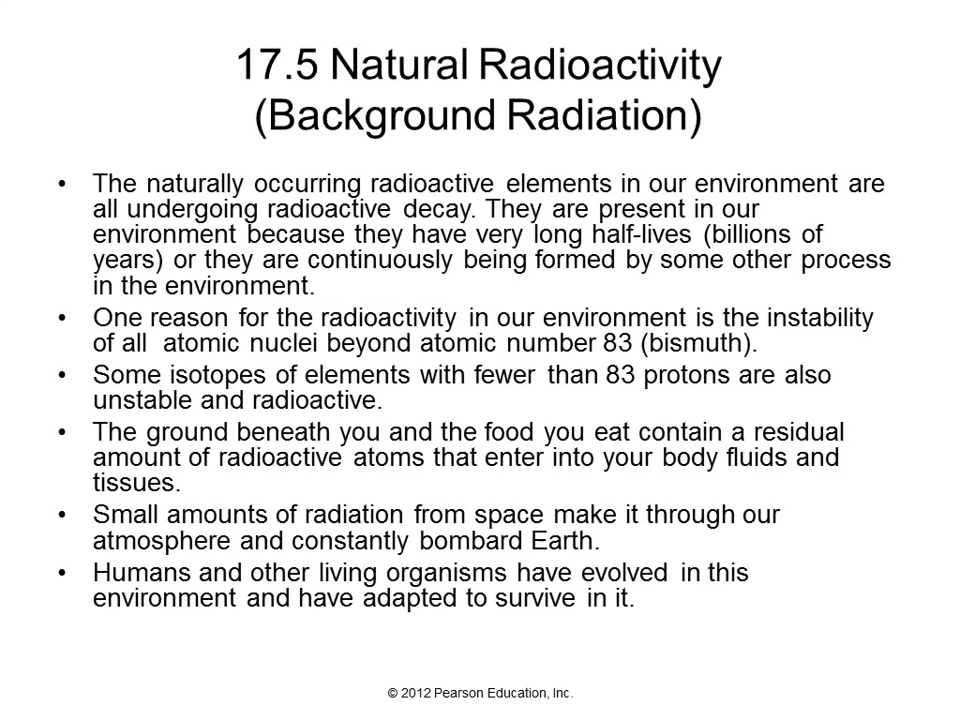 17.5 Natural Radioactivity
(Background Radiation)
• The naturally occurring radioactive elements in our environment are
all undergoing radioactive decay. They are present in our
environment because they have very long half-lives (billions of
years) or they are continuously being formed by some other process
in the environment.
• One reason for the radioactivity in our environment is the instability
of all  atomic nuclei beyond atomic number 83 (bismuth).
• Some isotopes of elements with fewer than 83 protons are also
unstable and radioactive.
• The ground beneath you and the food you eat contain a residual
amount of radioactive atoms that enter into your body fluids and
tissues.
• Small amounts of radiation from space make it through our
atmosphere and constantly bombard Earth.
• Humans and other living organisms have evolved in this
environment and have adapted to survive in it.
© 2012 Pearson Education, Inc.